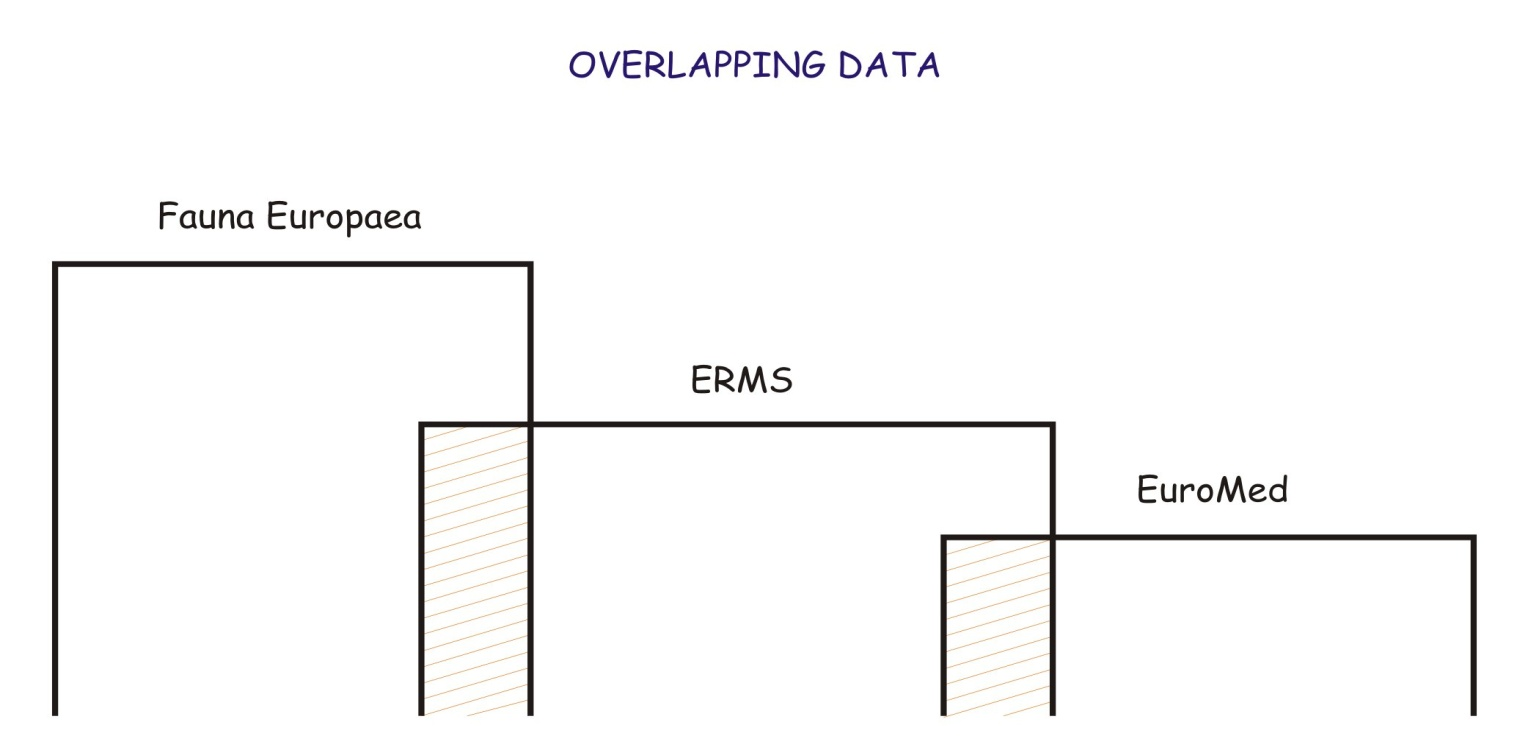 OVERLAPPING DATA
Fauna Europaea
ERMS
EuroMed